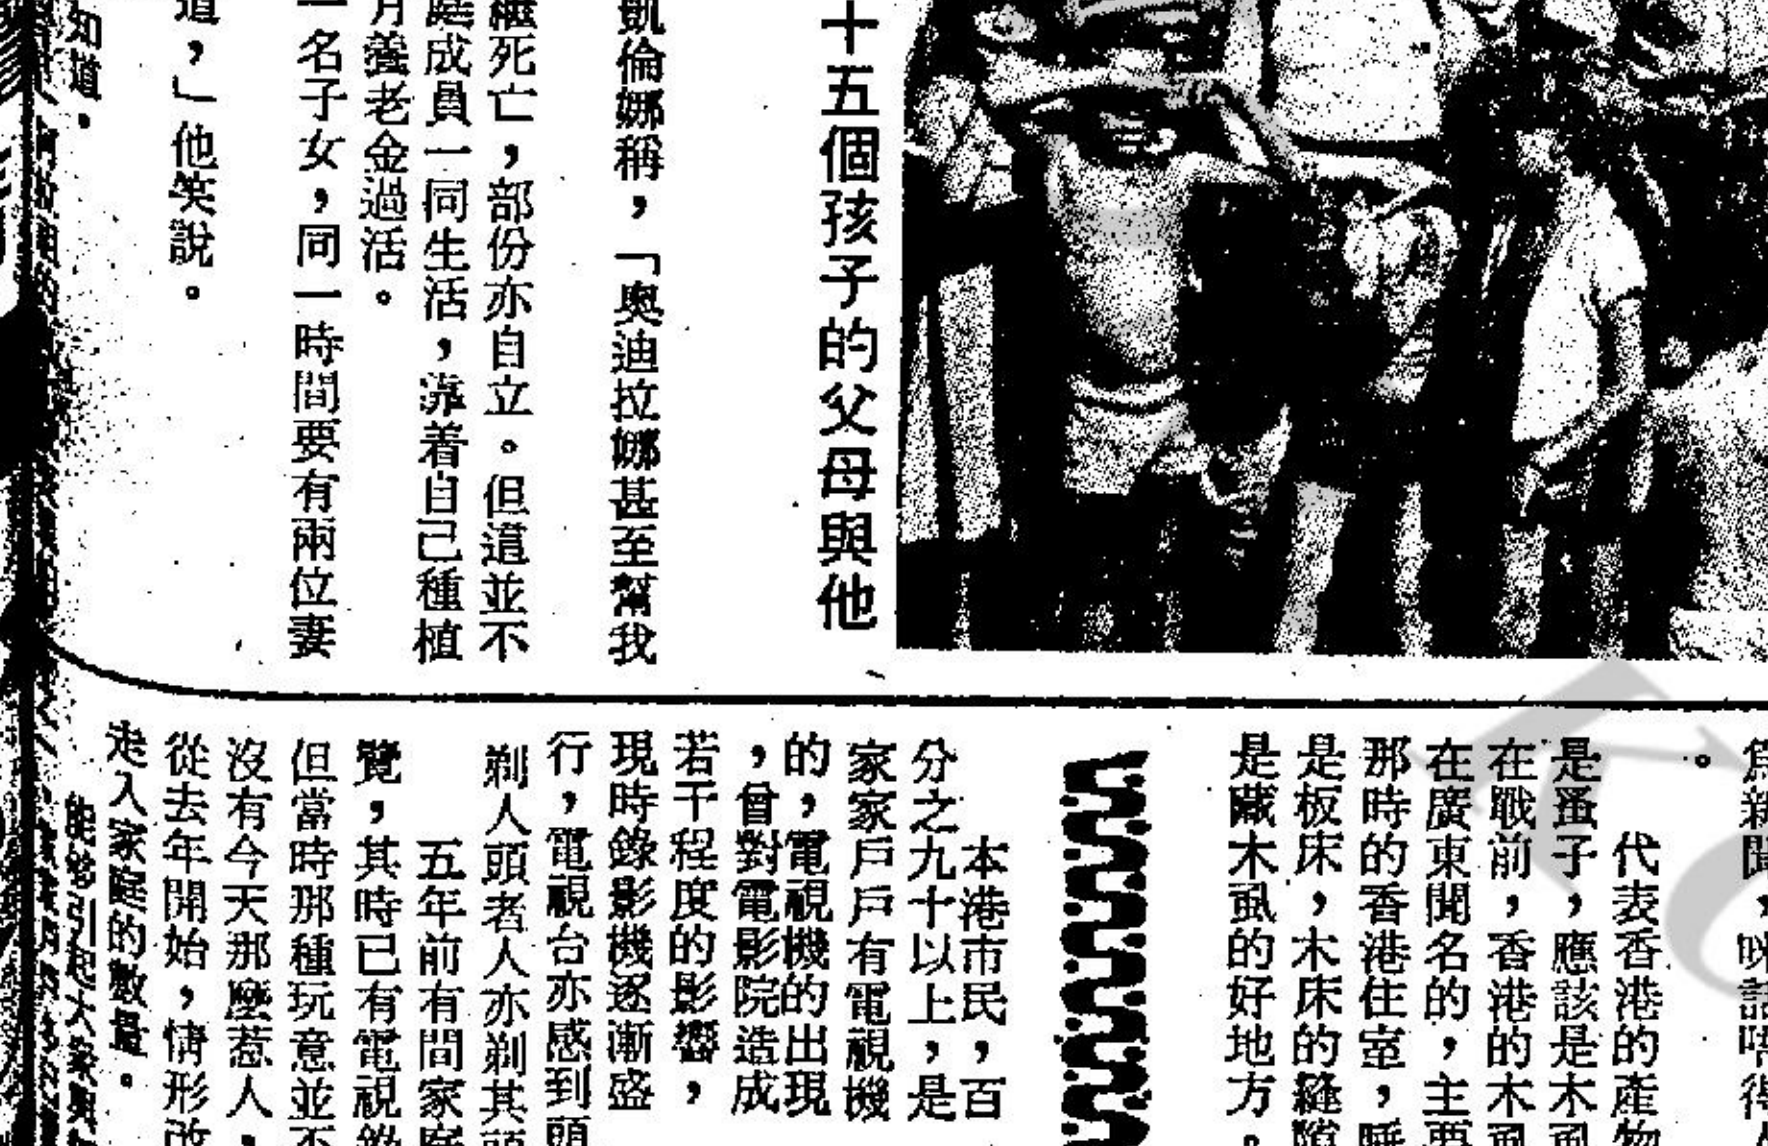 十五個孩子的父母與他
凱倫娜稱，「奧迪拉娜甚至幫我
繼死亡，部份亦自立。但這並不
庭成員一同生活，靠着自己種植
月養老金過活。
一名子女，同一時間要有兩位妻
道，」他笑說。
知道，
為新聞，咪話唔得
。
代表香港的產物
是蚤子，應該是木虱
在戰前，香港的木虱
在廣東聞名的，主要
那時的香港住室，睡
是板床，木床的縫隙
是藏木虱的好地方。
本港市民，百
分之九十以上，是
家家戶戶有電視機
的，電視機的出現
，曾對電影院造成
若干程度的影響，
現時錄影機逐漸盛
行，電視台亦感到頭
剃人頭者人亦剃其頭
五年前有間家庭
覽，其時已有電視錄
但當時那種玩意並不
沒有今天那麼惹人，
從去年開始，情形改
走入家庭的數量。
能夠引起大家興